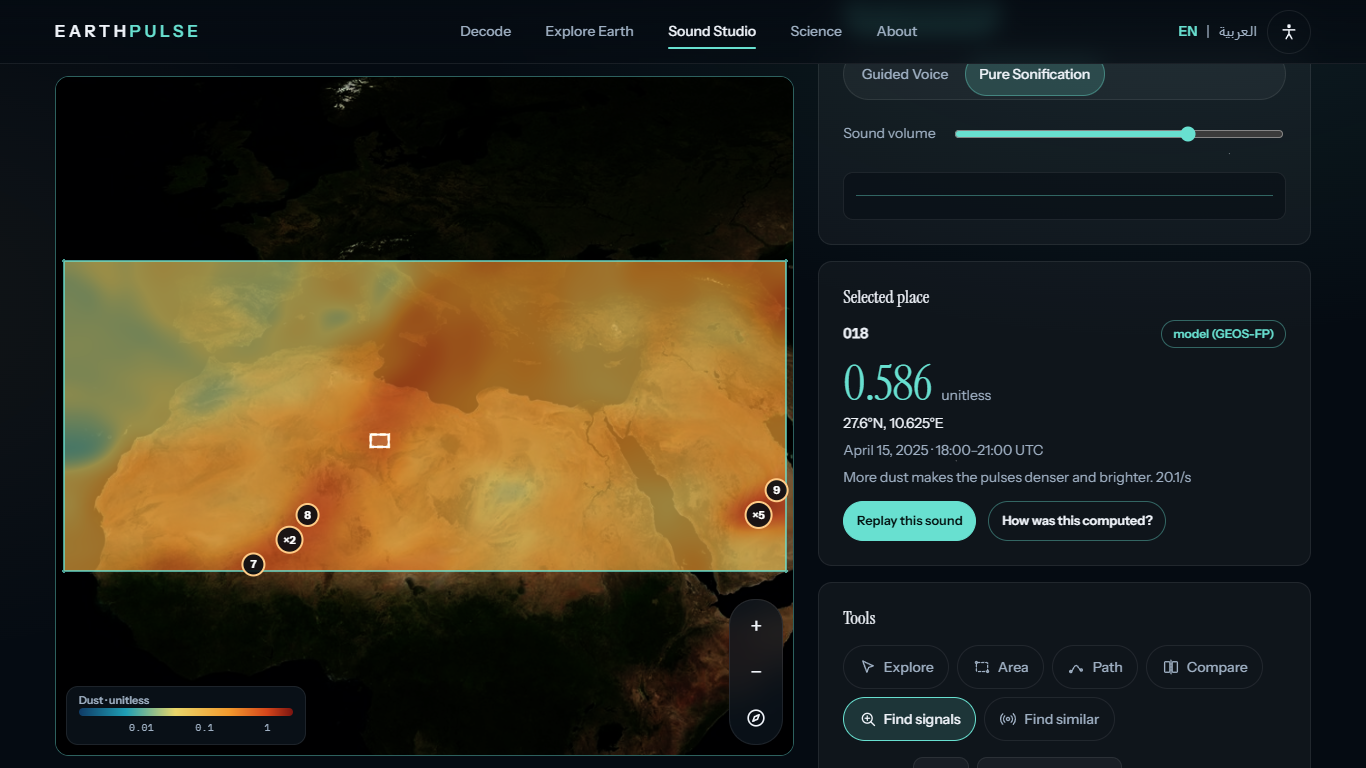 EARTHPULSE
Decode
Explore Earth
Sound Studio
Science
About
EN | العربية
Guided Voice
Pure Sonification
Sound volume
Selected place
018
model (GEOS-FP)
0.586 unitless
27.6°N, 10.625°E
April 15, 2025 · 18:00–21:00 UTC
More dust makes the pulses denser and brighter. 20.1/s
Replay this sound
How was this computed?
Tools
Explore
Area
Path
Compare
Find signals
Find similar
9
×5
8
×2
7
+
−
Dust · unitless
0.01 0.1 1